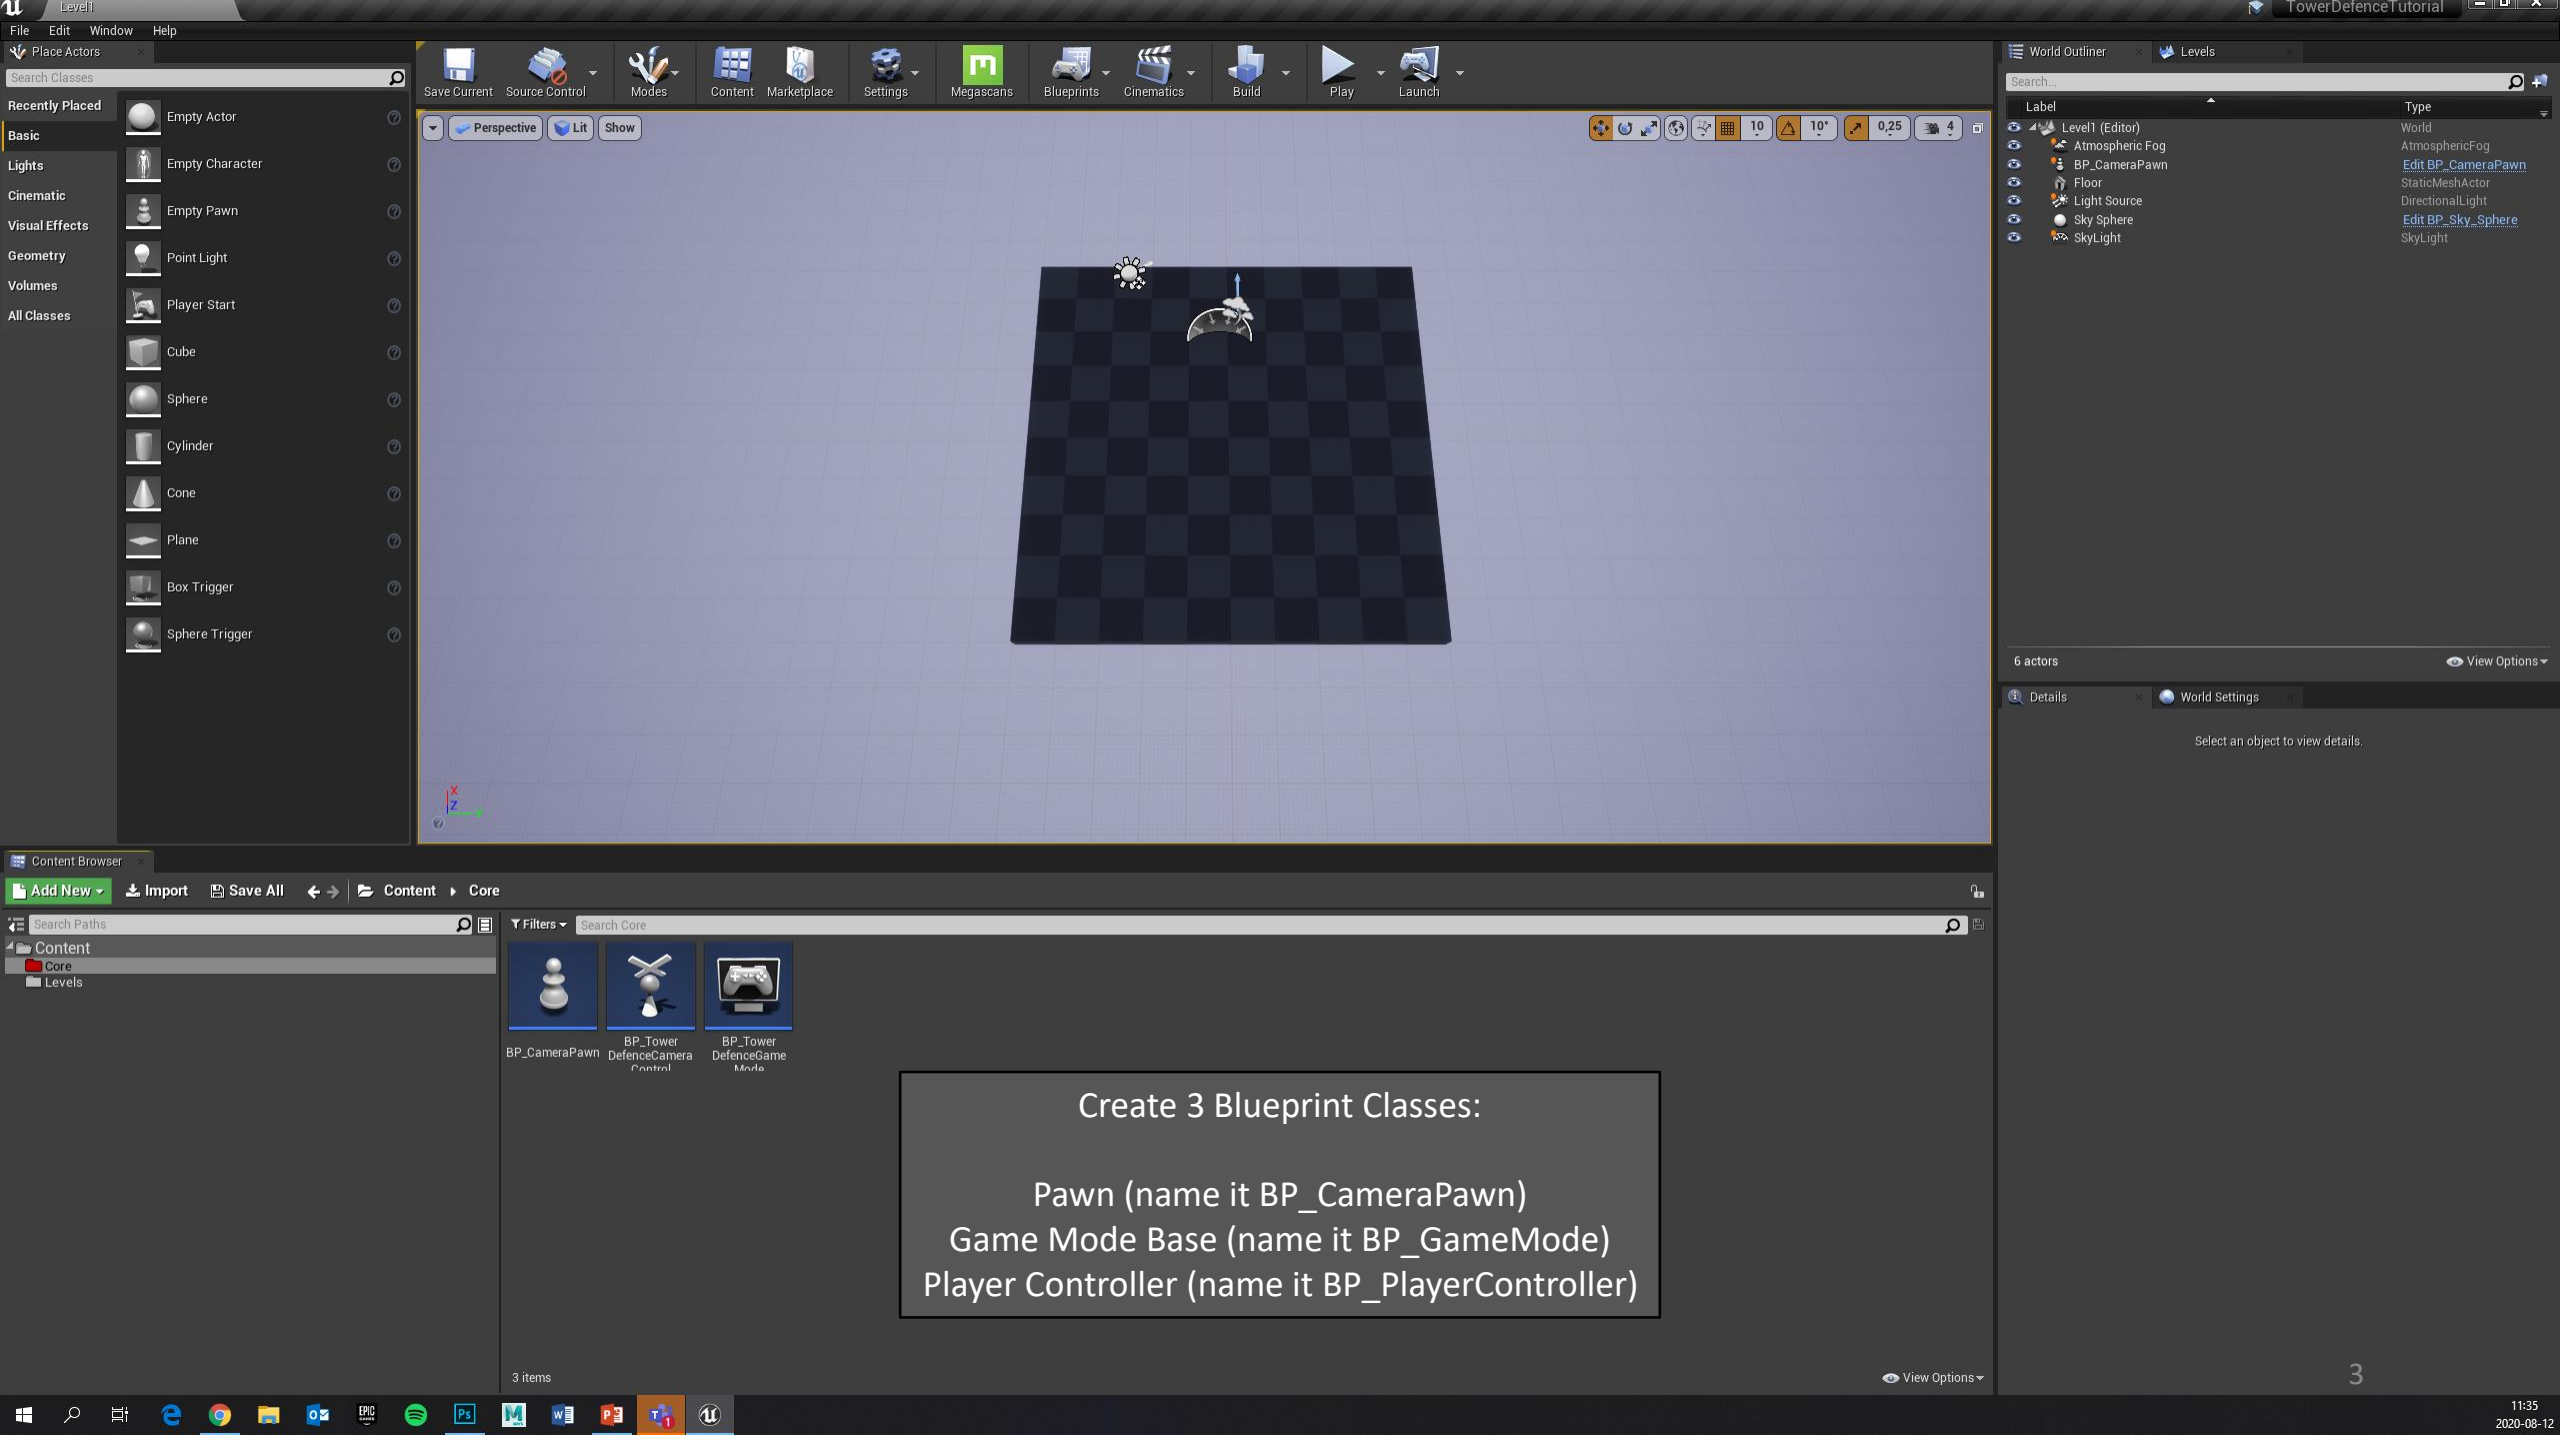 Level1
TowerDefenceTutorial
File Edit Window Help
Place Actors
Search Classes
Recently Placed
Basic
Lights
Cinematic
Visual Effects
Geometry
Volumes
All Classes
Empty Actor
Empty Character
Empty Pawn
Point Light
Player Start
Cube
Sphere
Cylinder
Cone
Plane
Box Trigger
Sphere Trigger
Save Current Source Control Modes Content Marketplace Settings Megascans Blueprints Cinematics Build Play Launch
Perspective Lit Show
10 10° 0,25 4
X
Z
Y
World Outliner Levels
Search...
Label Type
Level1 (Editor) World
Atmospheric Fog AtmosphericFog
BP_CameraPawn Edit BP_CameraPawn
Floor StaticMeshActor
Light Source DirectionalLight
Sky Sphere Edit BP_Sky_Sphere
SkyLight SkyLight
6 actors View Options
Details World Settings
Select an object to view details.
Content Browser
Add New Import Save All Content Core
Search Paths
Content
Core
Levels
Filters Search Core
BP_CameraPawn
BP_Tower
DefenceCamera
Control
BP_Tower
DefenceGame
Mode
Create 3 Blueprint Classes:
Pawn (name it BP_CameraPawn)
Game Mode Base (name it BP_GameMode)
Player Controller (name it BP_PlayerController)
3 items View Options
3
11:35
2020-08-12